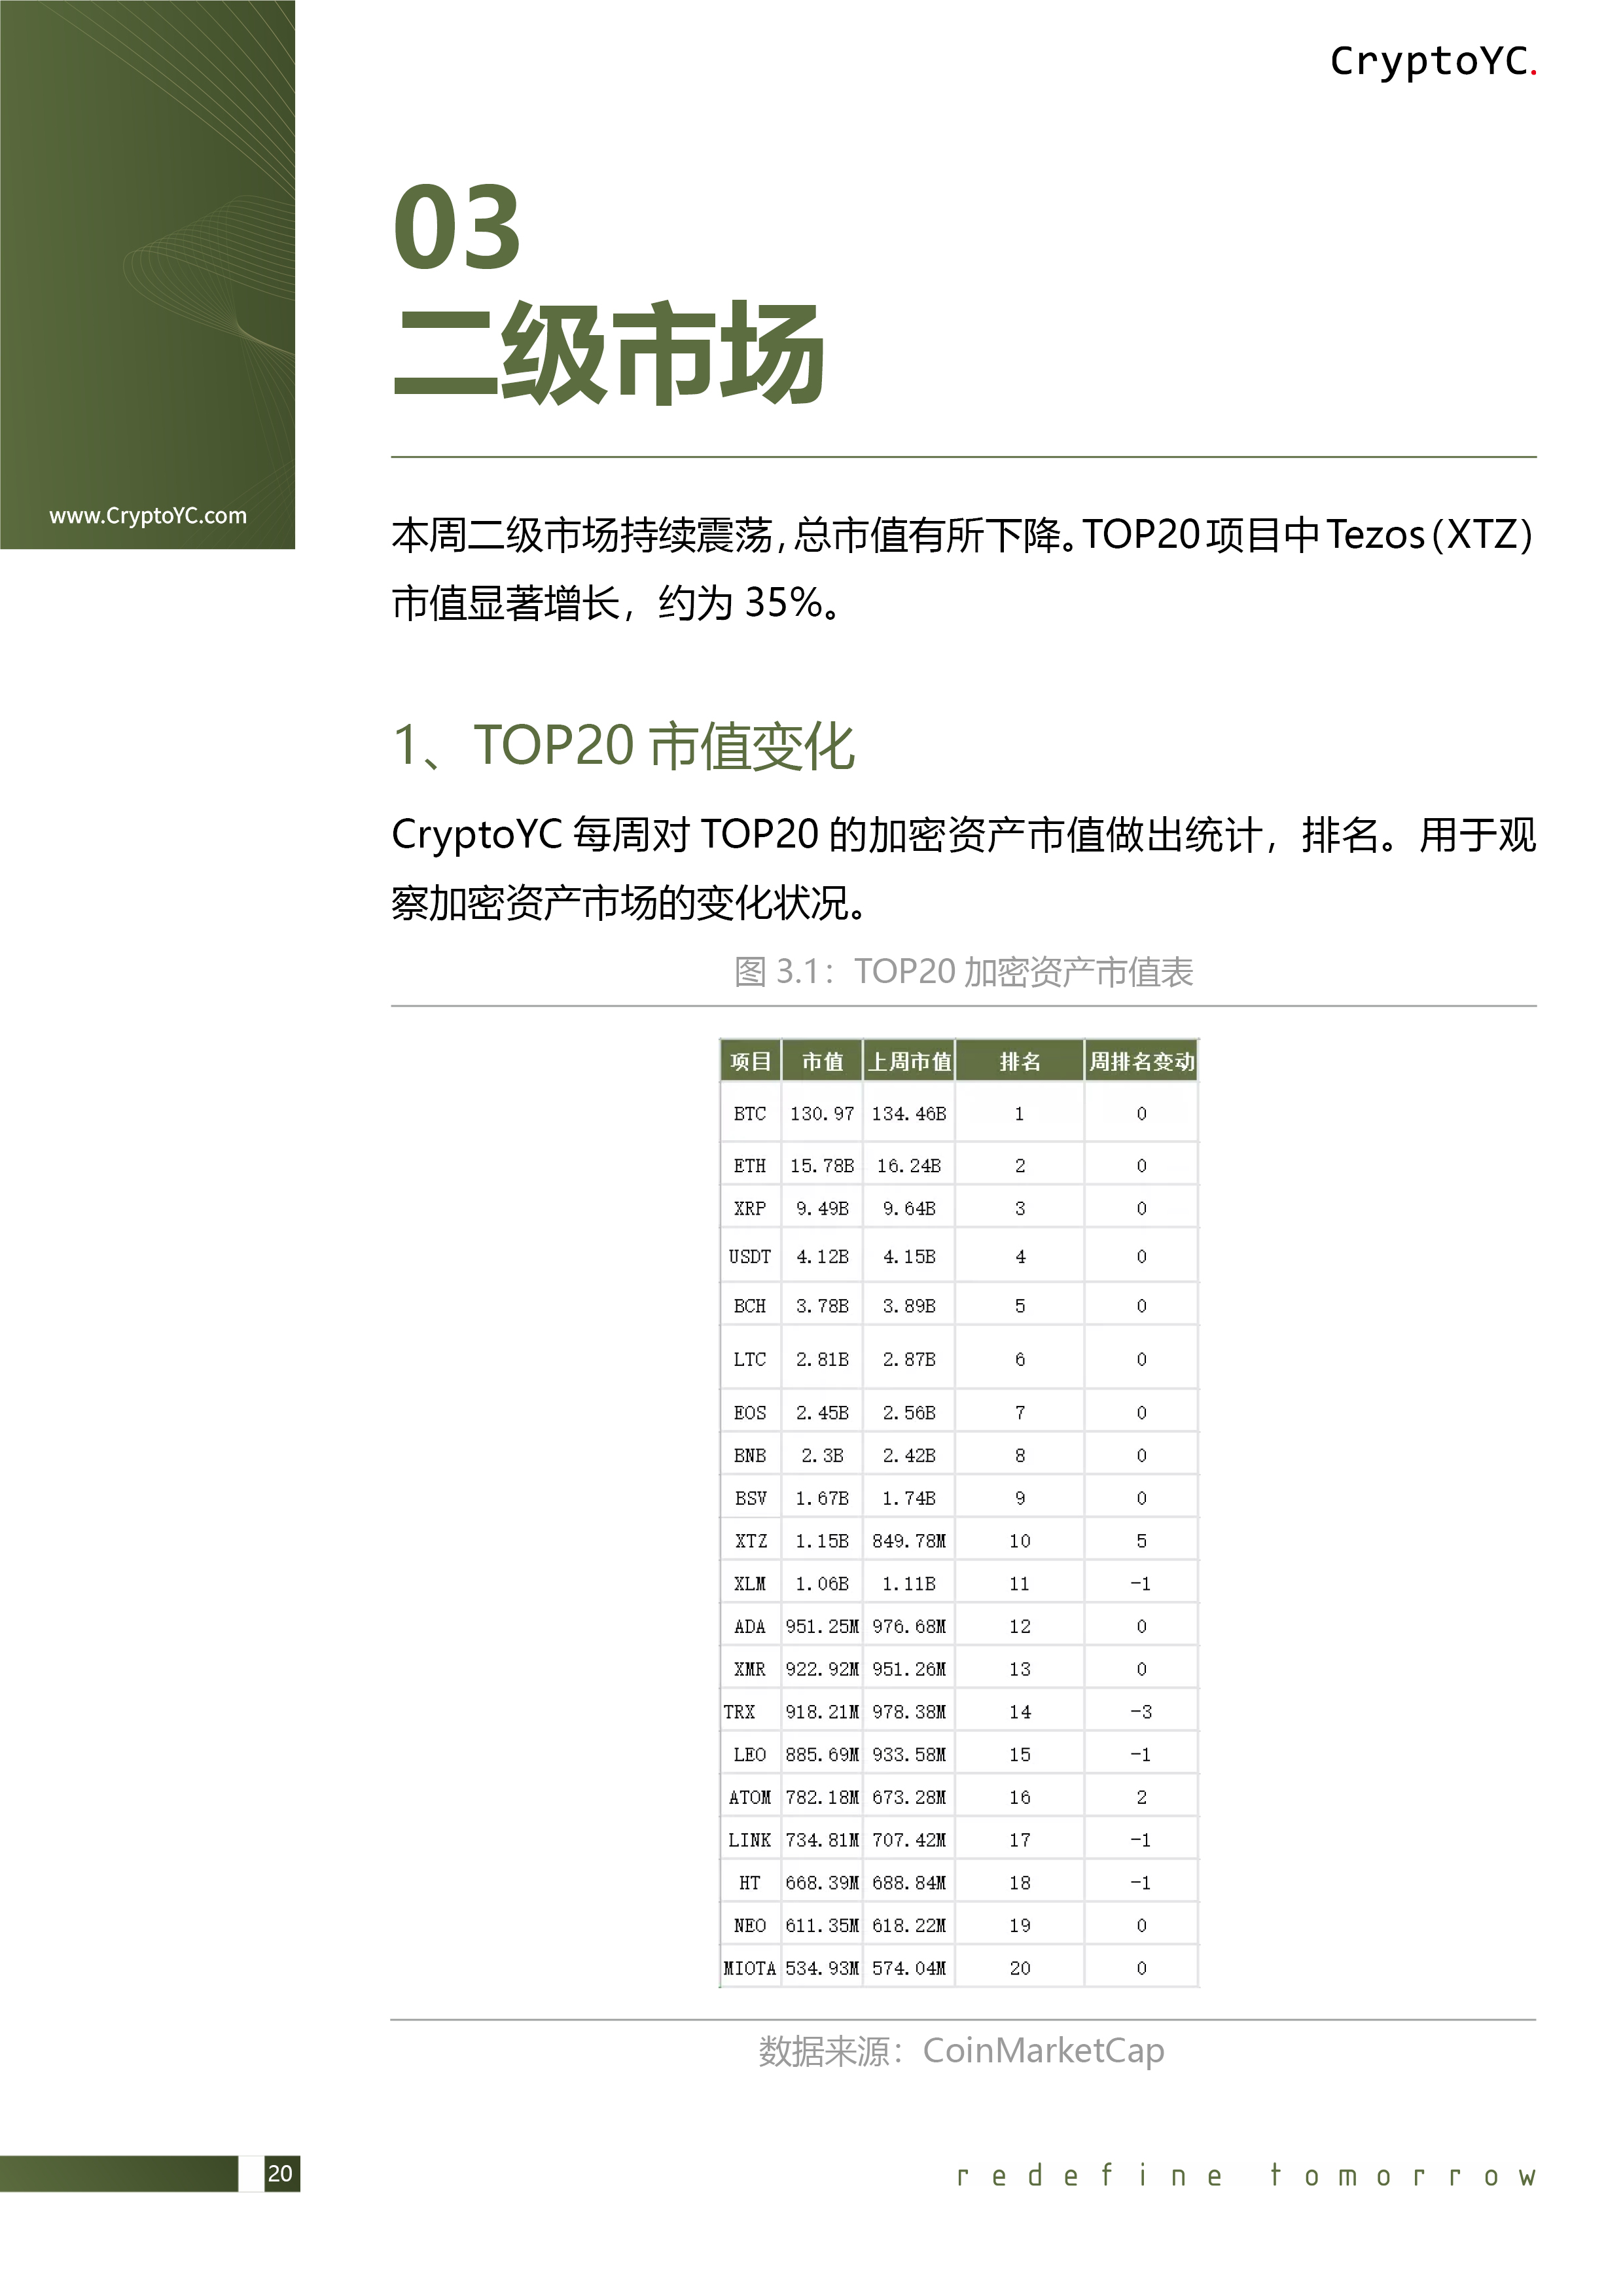 CryptoYC.
www.CryptoYC.com
03
二级市场
本周二级市场持续震荡，总市值有所下降。TOP20 项目中 Tezos（XTZ）
市值显著增长，约为 35%。
1、TOP20 市值变化
CryptoYC 每周对 TOP20 的加密资产市值做出统计，排名。用于观
察加密资产市场的变化状况。
图 3.1：TOP20 加密资产市值表
项目 市值 上周市值 排名 周排名变动
BTC 130.97 134.46B 1 0
ETH 15.78B 16.24B 2 0
XRP 9.49B 9.64B 3 0
USDT 4.12B 4.15B 4 0
BCH 3.78B 3.89B 5 0
LTC 2.81B 2.87B 6 0
EOS 2.45B 2.56B 7 0
BNB 2.3B 2.42B 8 0
BSV 1.67B 1.74B 9 0
XTZ 1.15B 849.78M 10 5
XLM 1.06B 1.11B 11 -1
ADA 951.25M 976.68M 12 0
XMR 922.92M 951.26M 13 0
TRX 918.21M 978.38M 14 -3
LEO 885.69M 933.58M 15 -1
ATOM 782.18M 673.28M 16 2
LINK 734.81M 707.42M 17 -1
HT 668.39M 688.84M 18 -1
NEO 611.35M 618.22M 19 0
MIOTA 534.93M 574.04M 20 0
数据来源：CoinMarketCap
20
redefine tomorrow